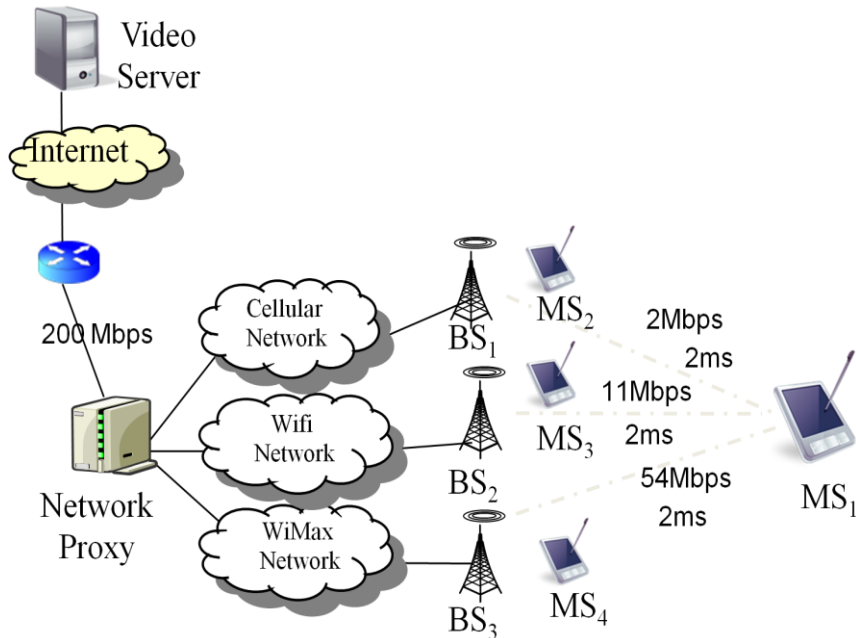 Video
Server
Internet
200 Mbps
Network
Proxy
Cellular
Network
Wifi
Network
WiMax
Network
BS₁
BS₂
BS₃
MS₂
MS₃
MS₄
2Mbps
2ms
11Mbps
2ms
54Mbps
2ms
MS₁